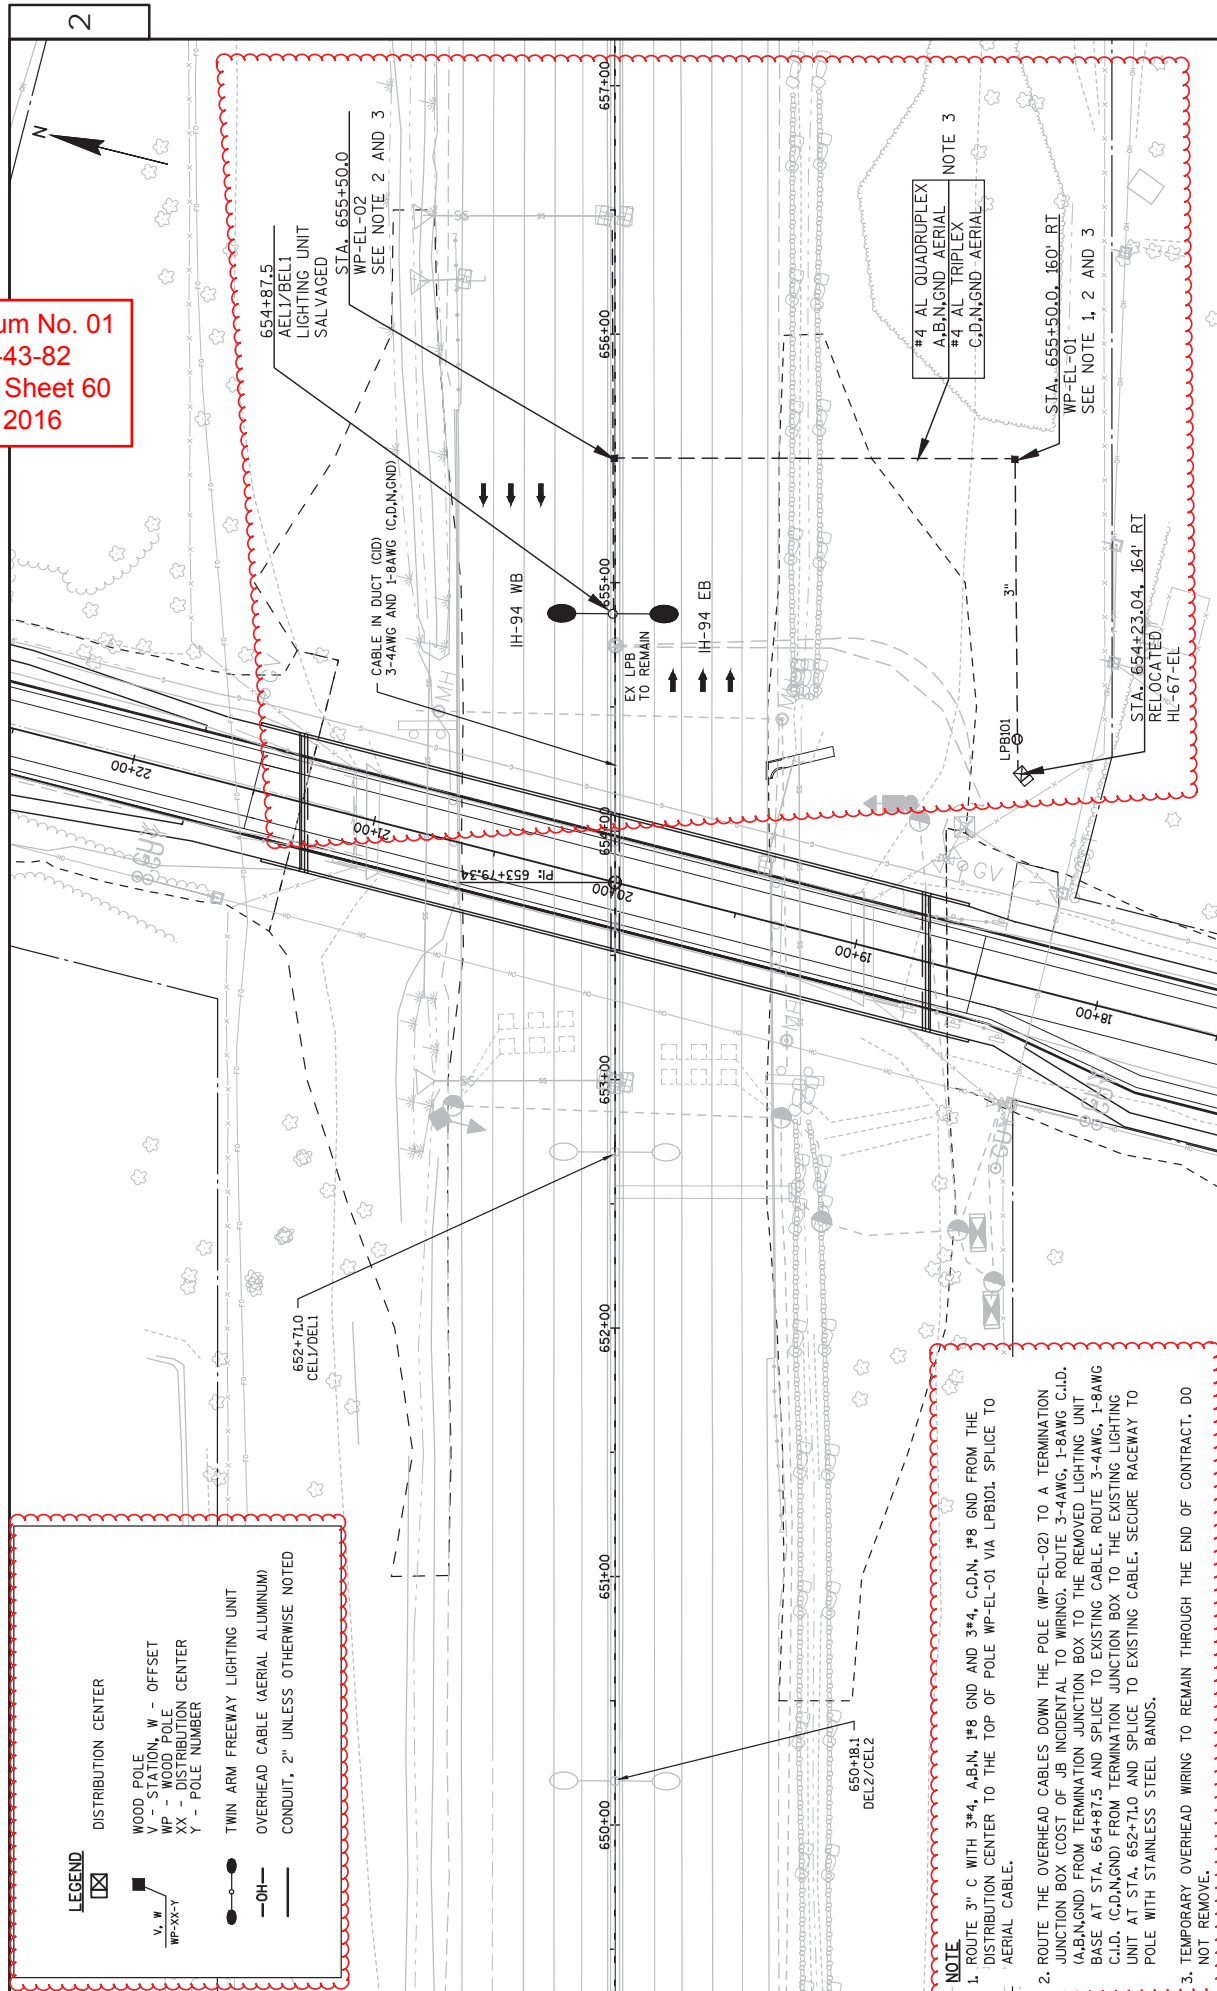 2
um No. 01
-43-82
Sheet 60
2016
N
654+87.5
AEL1/BEL1
LIGHTING UNIT
SALVAGED
STA. 655+50.0
WP-EL-02
SEE NOTE 2 AND 3
CABLE IN DUCT (CID)
3-4AWG AND 1-8AWG (C,D,N,GND)
IH-94 WB
EX LPB
TO REMAIN
IH-94 EB
#4 AL QUADRUPLEX
A,B,N,GND AERIAL
#4 AL TRIPLEX
C,D,N,GND AERIAL
NOTE 3
STA. 655+50.0, 160' RT
WP-EL-01
SEE NOTE 1, 2 AND 3
3"
LPB101
STA. 654+23.04, 164' RT
RELOCATED
HL-67-EL
657+00
656+00
655+00
654+00
653+00
652+00
651+00
650+00
22+00
21+00
20+00
19+00
18+00
PI: 653+79.34
GUY
GV
MH
SS
MH
MH
GV
GUY
GUY
652+71.0
CEL1/DEL1
650+18.1
DEL2/CEL2
LEGEND
DISTRIBUTION CENTER
V, W
WP-XX-Y
WOOD POLE
V - STATION, W - OFFSET
WP - WOOD POLE
XX - DISTRIBUTION CENTER
Y - POLE NUMBER
TWIN ARM FREEWAY LIGHTING UNIT
OH
OVERHEAD CABLE (AERIAL ALUMINUM)
CONDUIT, 2" UNLESS OTHERWISE NOTED
NOTE
1. ROUTE 3" C WITH 3#4, A,B,N, 1#8 GND AND 3#4, C,D,N, 1#8 GND FROM THE
DISTRIBUTION CENTER TO THE TOP OF POLE WP-EL-01 VIA LPB101. SPLICE TO
AERIAL CABLE.
2. ROUTE THE OVERHEAD CABLES DOWN THE POLE (WP-EL-02) TO A TERMINATION
JUNCTION BOX (COST OF JB INCIDENTAL TO WIRING). ROUTE 3-4AWG, 1-8AWG C.I.D.
(A,B,N,GND) FROM TERMINATION JUNCTION BOX TO THE REMOVED LIGHTING UNIT
BASE AT STA. 654+87.5 AND SPLICE TO EXISTING CABLE. ROUTE 3-4AWG, 1-8AWG
C.I.D. (C,D,N,GND) FROM TERMINATION JUNCTION BOX TO THE EXISTING LIGHTING
UNIT AT STA. 652+71.0 AND SPLICE TO EXISTING CABLE. SECURE RACEWAY TO
POLE WITH STAINLESS STEEL BANDS.
3. TEMPORARY OVERHEAD WIRING TO REMAIN THROUGH THE END OF CONTRACT. DO
NOT REMOVE.